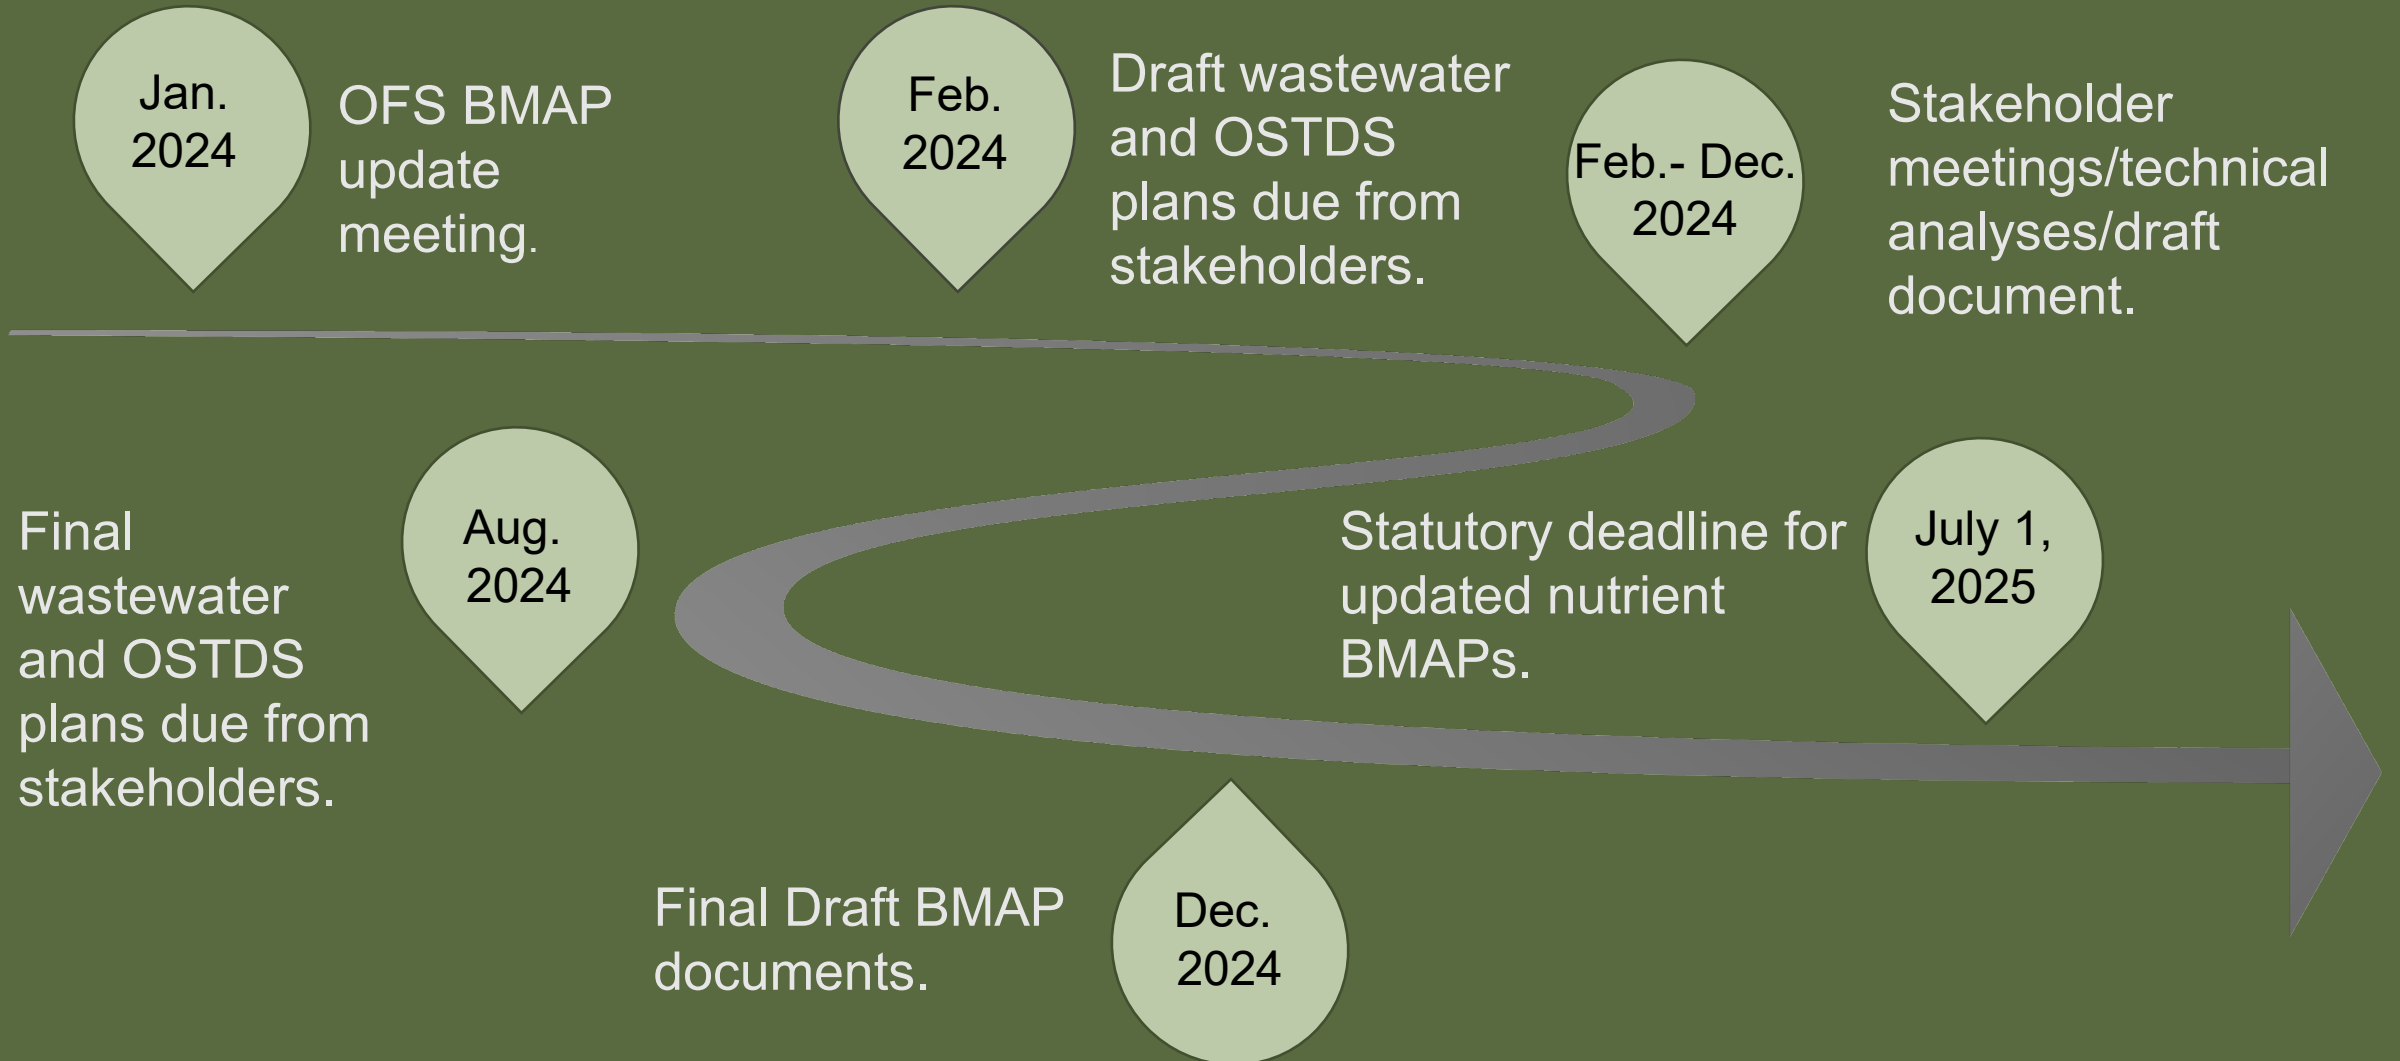 Jan.
2024
OFS BMAP
update
meeting.
Feb.
2024
Draft wastewater
and OSTDS
plans due from
stakeholders.
Feb.- Dec.
2024
Stakeholder
meetings/technical
analyses/draft
document.
Final
wastewater
and OSTDS
plans due from
stakeholders.
Aug.
2024
Statutory deadline for
updated nutrient
BMAPs.
July 1,
2025
Final Draft BMAP
documents.
Dec.
2024